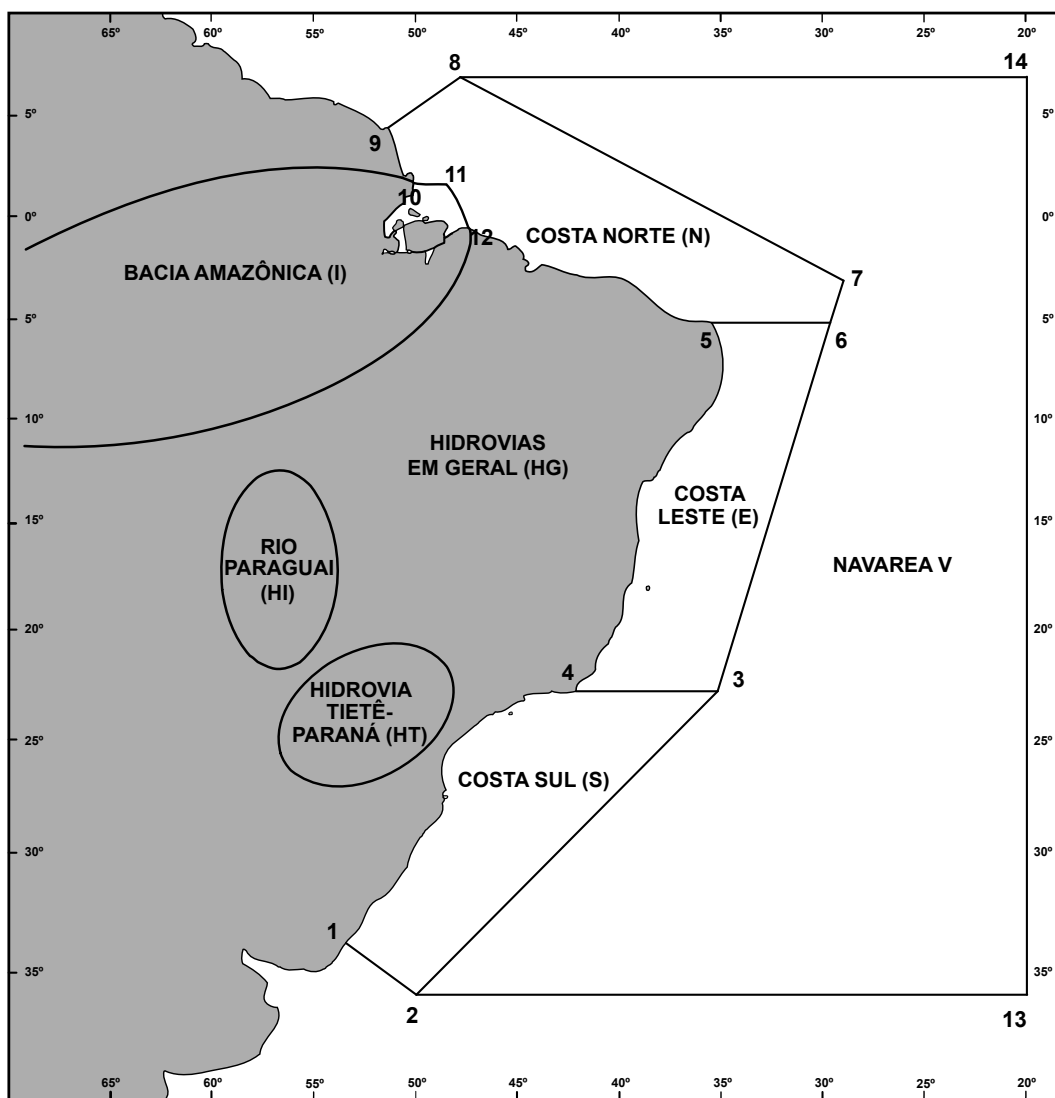 65º 60º 55º 50º 45º 40º 35º 30º 25º 20º
8
14
5º
5º
9
11
10
0º
0º
12
COSTA NORTE (N)
BACIA AMAZÔNICA (I)
7
5º
5º
5
6
10º
10º
HIDROVIAS
EM GERAL (HG)
COSTA
LESTE (E)
15º
15º
RIO
PARAGUAI
(HI)
NAVAREA V
20º
20º
4
3
HIDROVIA
TIETÊ-
PARANÁ (HT)
25º
25º
COSTA SUL (S)
30º
30º
1
35º
35º
2
13
65º 60º 55º 50º 45º 40º 35º 30º 25º 20º